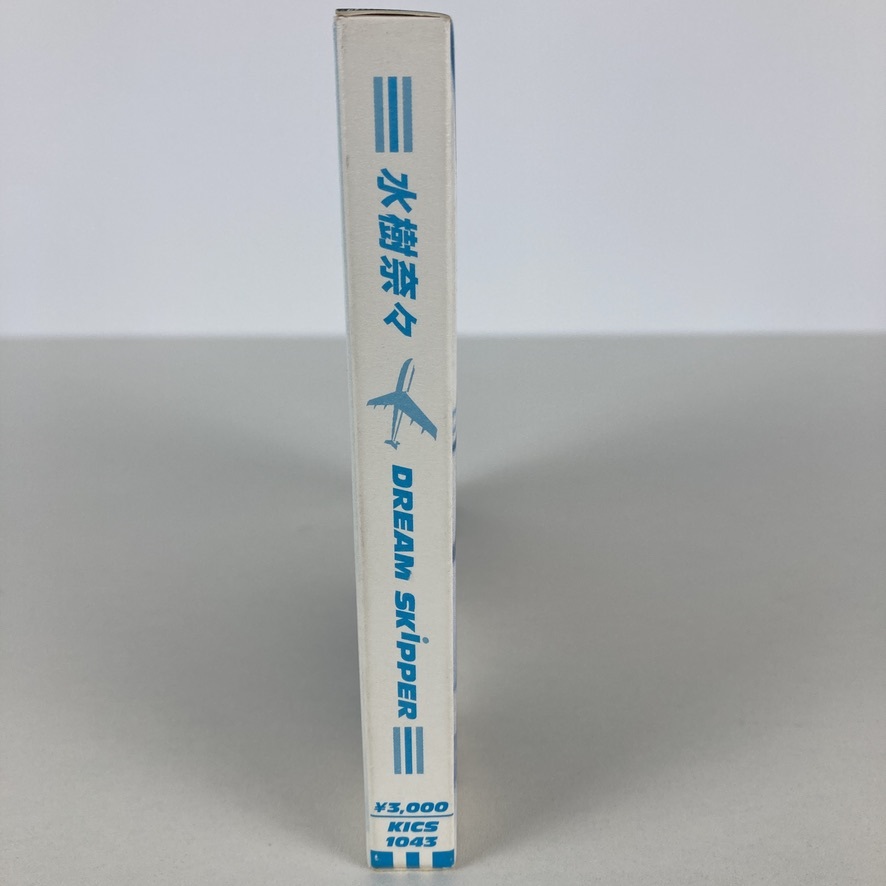 水樹奈々
DREAM SKiPPER
¥3,000
KICS
1043